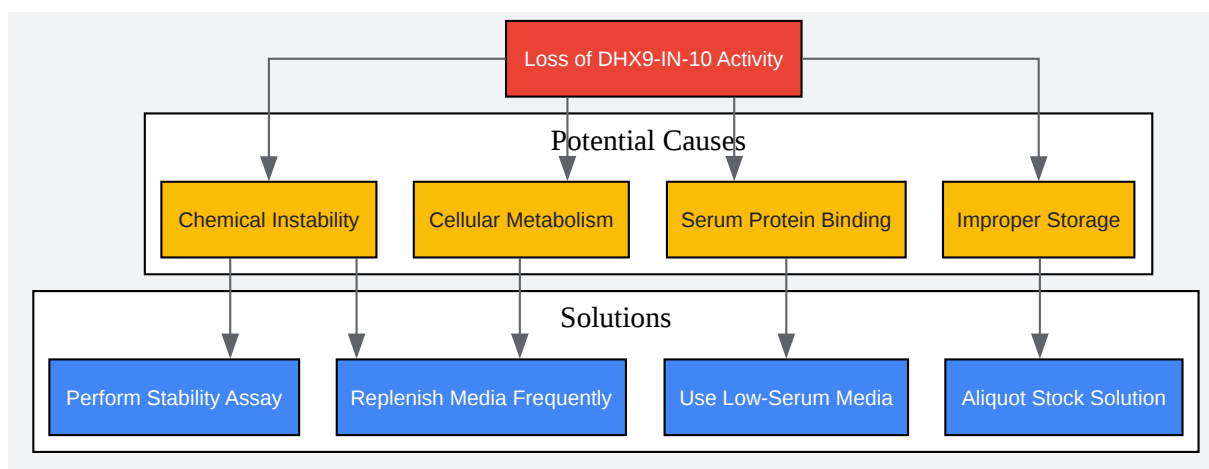 Loss of DHX9-IN-10 Activity
Potential Causes
Chemical Instability
Cellular Metabolism
Serum Protein Binding
Improper Storage
Solutions
Perform Stability Assay
Replenish Media Frequently
Use Low-Serum Media
Aliquot Stock Solution